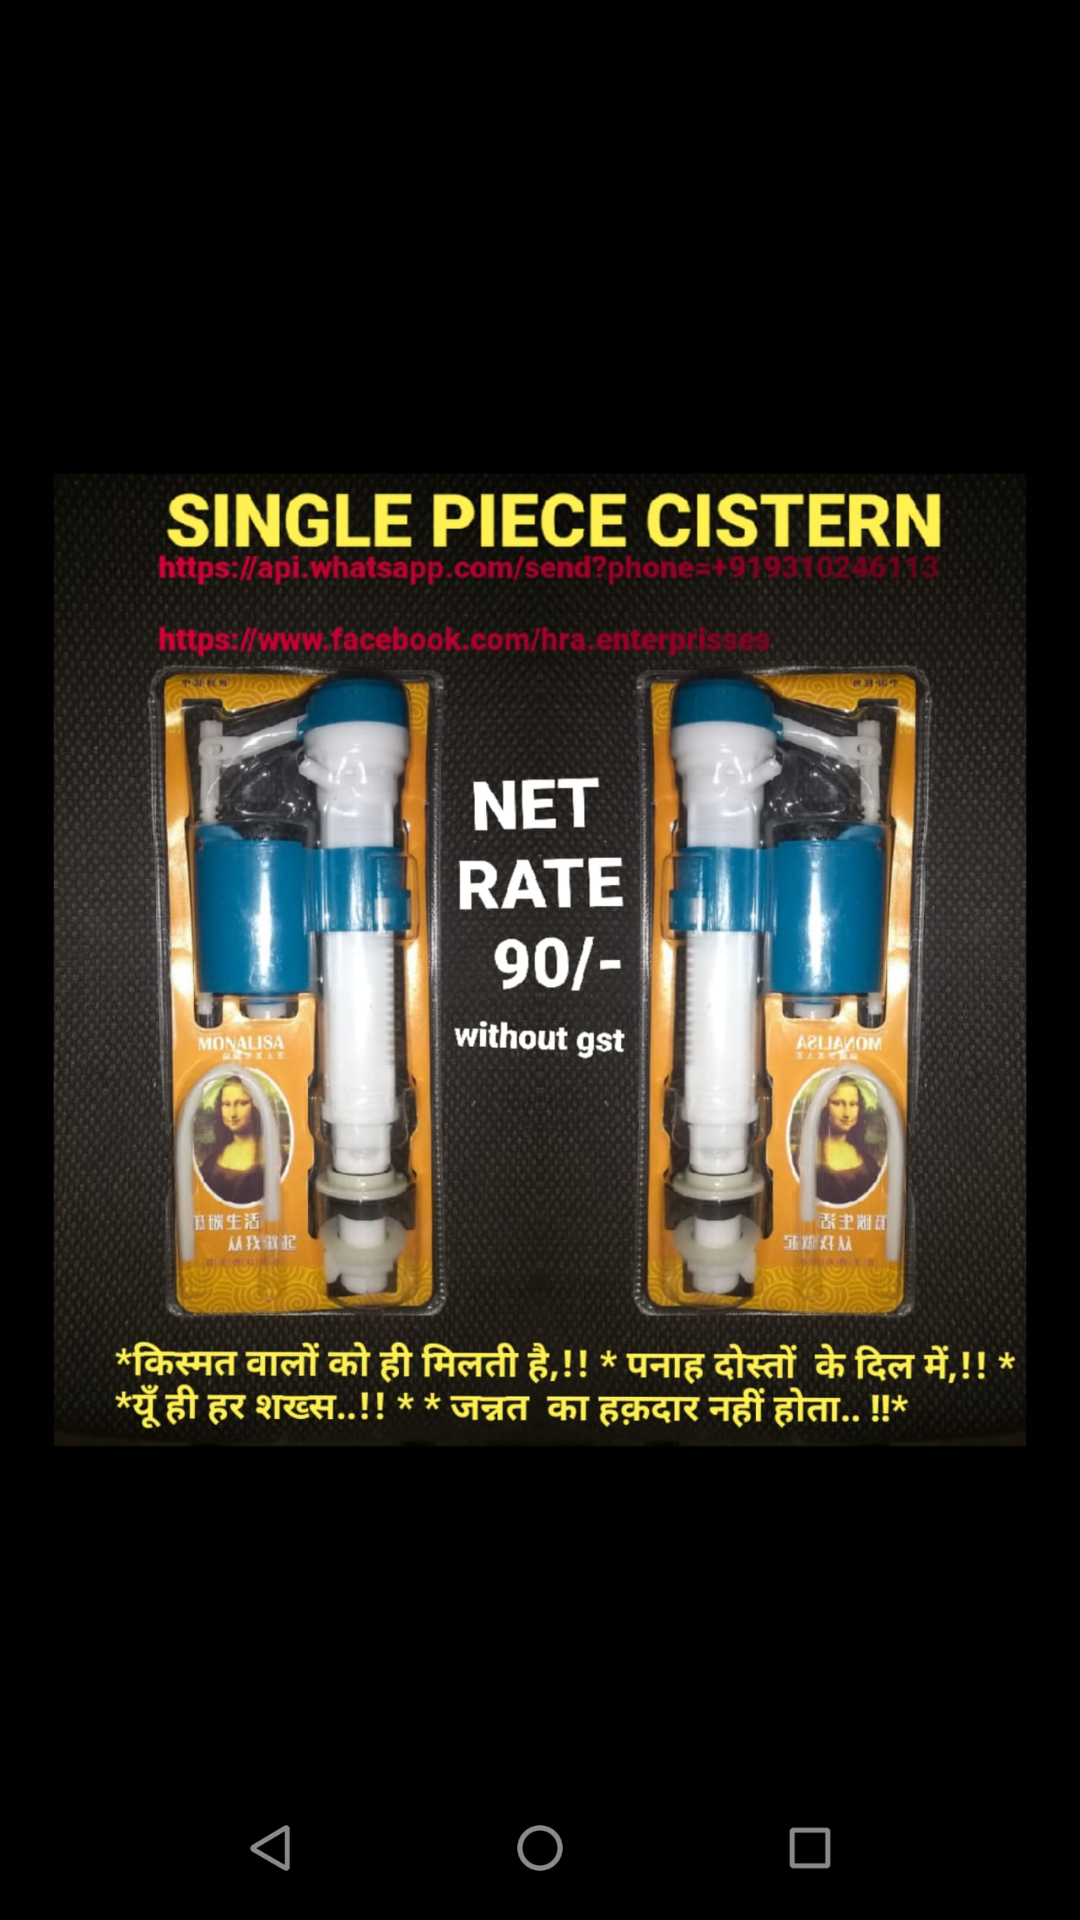 SINGLE PIECE CISTERN
https://api.whatsapp.com/send?phone=+919310246113
https://www.facebook.com/hra.enterprisses
NET
RATE
90/-
without gst
MONALISA
MONALISA
*किस्मत वालों को ही मिलती है,!! * पनाह दोस्तों के दिल में,!! *
*यूँ ही हर शख्स..!! * * जन्नत का हक़दार नहीं होता.. !!*